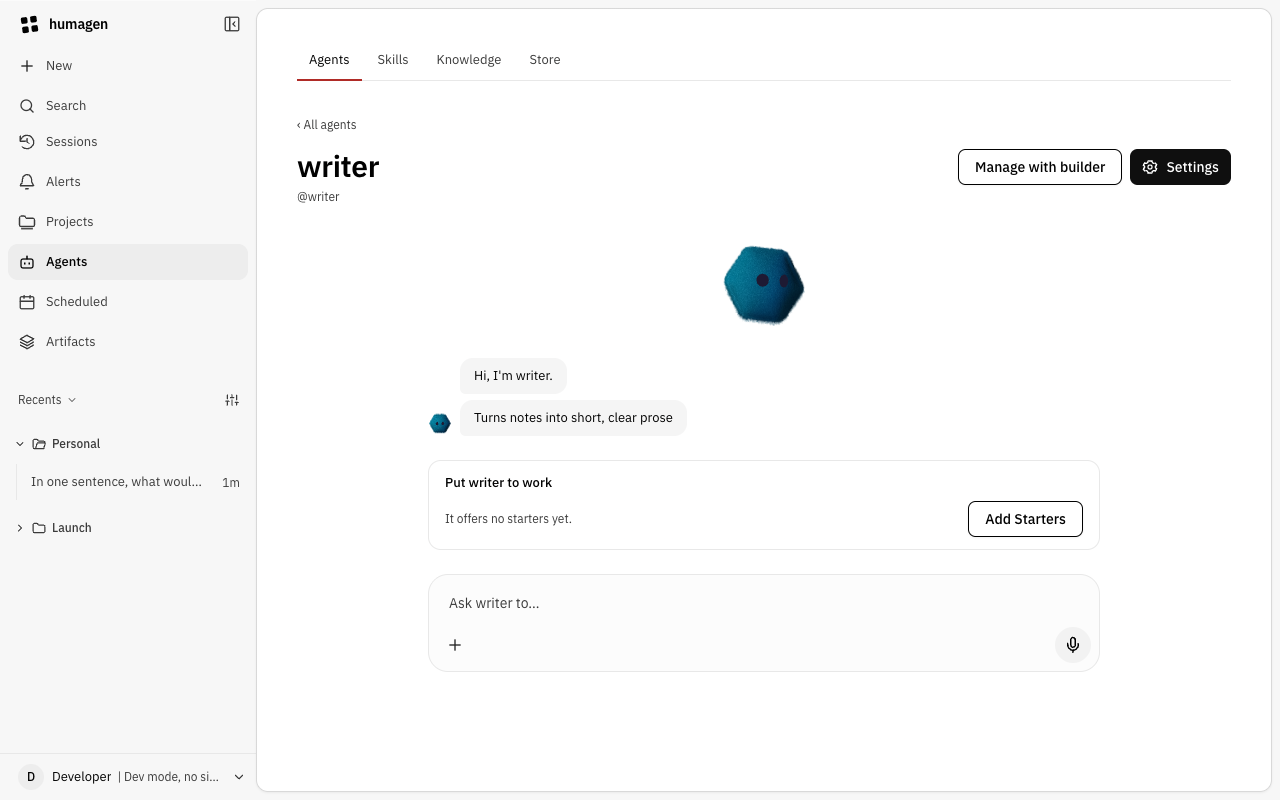 humagen
New
Search
Sessions
Alerts
Projects
Agents
Scheduled
Artifacts
Recents
Personal
In one sentence, what woul... 1m
Launch
D Developer | Dev mode, no si...
Agents Skills Knowledge Store
‹ All agents
writer
@writer
Manage with builder
Settings
Hi, I'm writer.
Turns notes into short, clear prose
Put writer to work
It offers no starters yet.
Add Starters
Ask writer to...